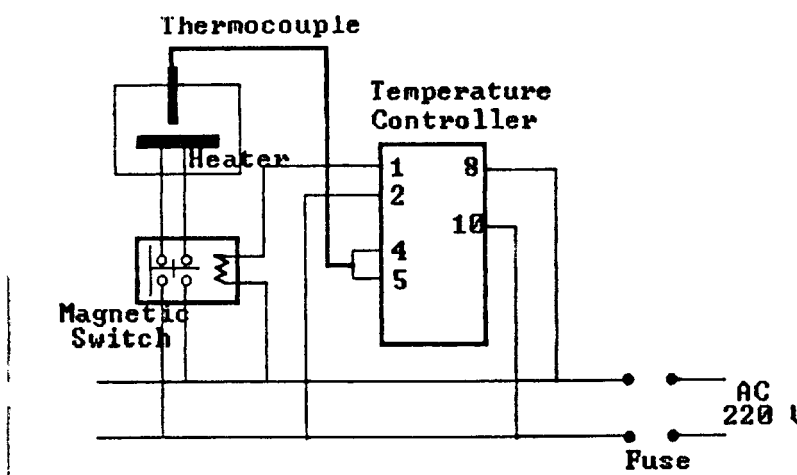 Thermocouple
Temperature
Controller
Heater
1
8
2
10
4
5
Magnetic
Switch
AC
220 V
Fuse